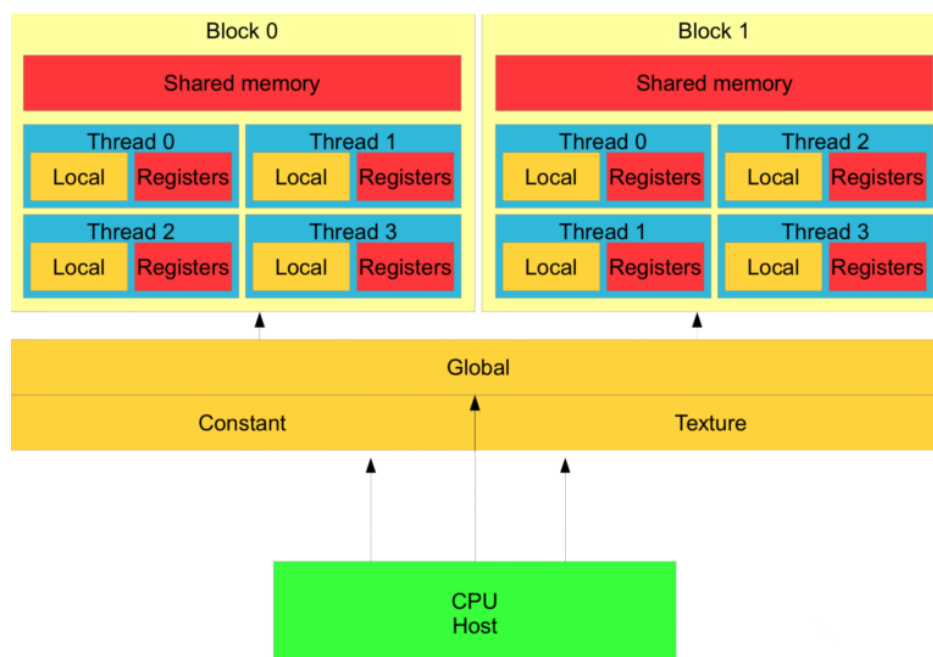 Block 0
Shared memory
Thread 0
Local Registers
Thread 1
Local Registers
Thread 2
Local Registers
Thread 3
Local Registers
Block 1
Shared memory
Thread 0
Local Registers
Thread 2
Local Registers
Thread 1
Local Registers
Thread 3
Local Registers
Global
Constant
Texture
CPU
Host